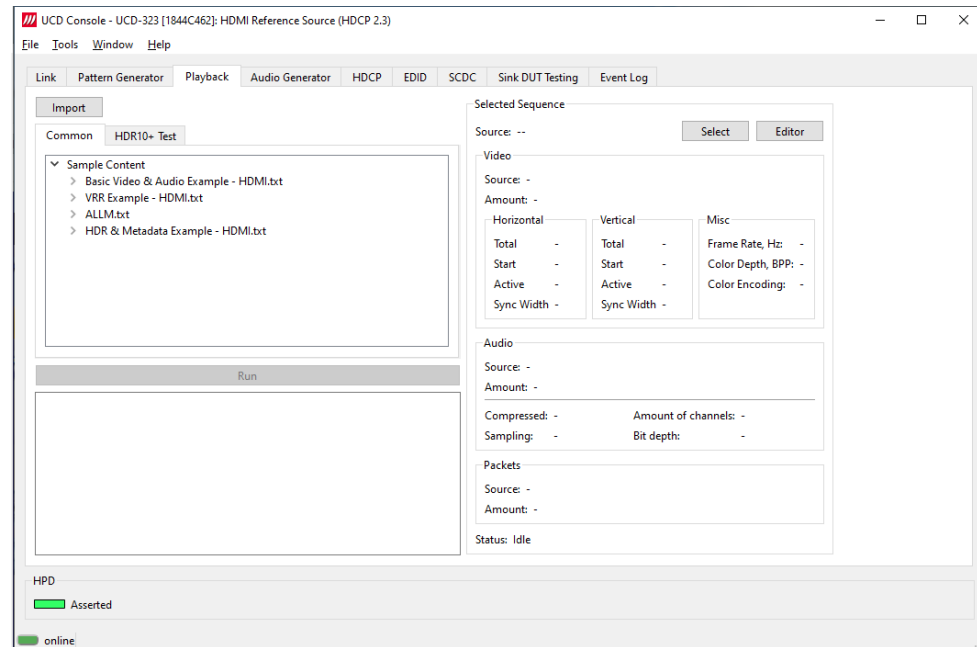 UCD Console - UCD-323 [1844C462]: HDMI Reference Source (HDCP 2.3)
File Tools Window Help
Link Pattern Generator Playback Audio Generator HDCP EDID SCDC Sink DUT Testing Event Log
Import
Common HDR10+ Test
Sample Content
Basic Video & Audio Example - HDMI.txt
VRR Example - HDMI.txt
ALLM.txt
HDR & Metadata Example - HDMI.txt
Run
Selected Sequence
Source: -- Select Editor
Video
Source: -
Amount: -
Horizontal Vertical Misc
Total - Total - Frame Rate, Hz: -
Start - Start - Color Depth, BPP: -
Active - Active - Color Encoding: -
Sync Width - Sync Width -
Audio
Source: -
Amount: -
Compressed: - Amount of channels: -
Sampling: - Bit depth: -
Packets
Source: -
Amount: -
Status: Idle
HPD
Asserted
online